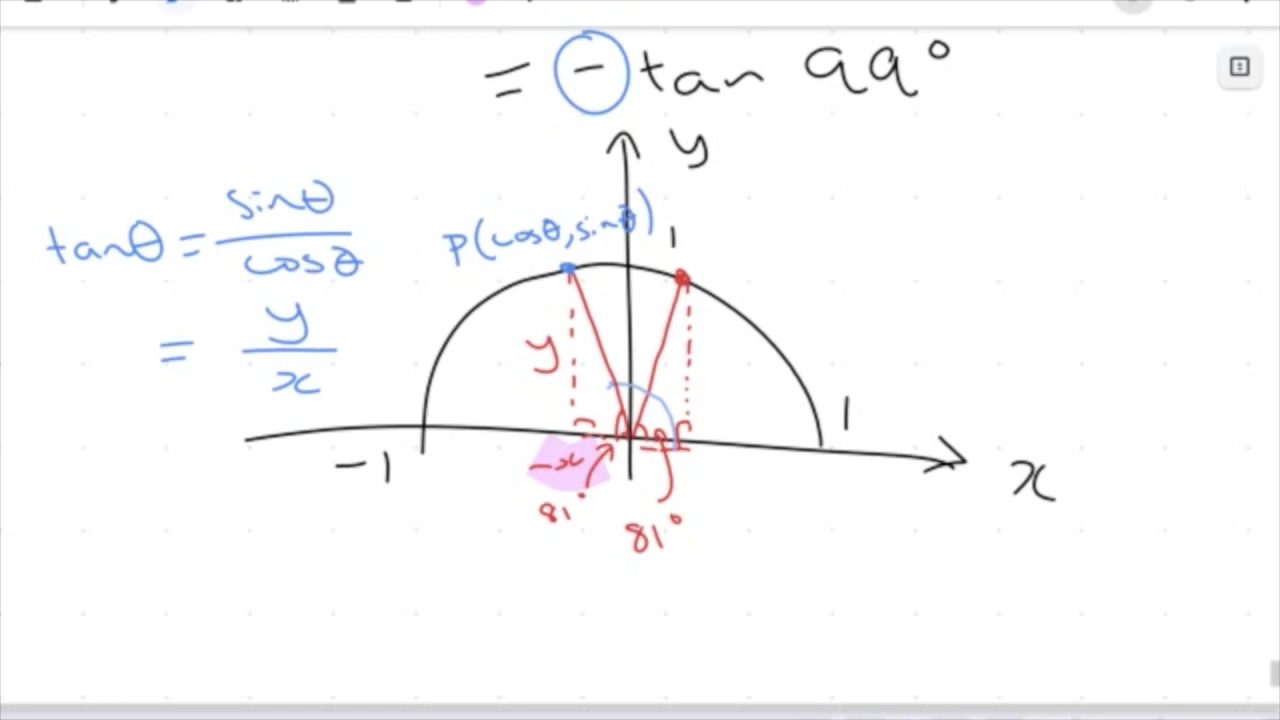 = -tan 99°
y
tanθ = sinθ/cosθ
P(cosθ, sinθ)
1
= y/x
y
1
-1
-x
x
81°
81°